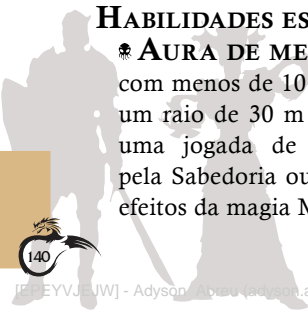 HABILIDADES ES
AURA DE ME
com menos de 10
um raio de 30 m
uma jogada de
pela Sabedoria ou
efeitos da magia M
140
[EPEYVJEJW] - Adyson Abreu (adyson.a